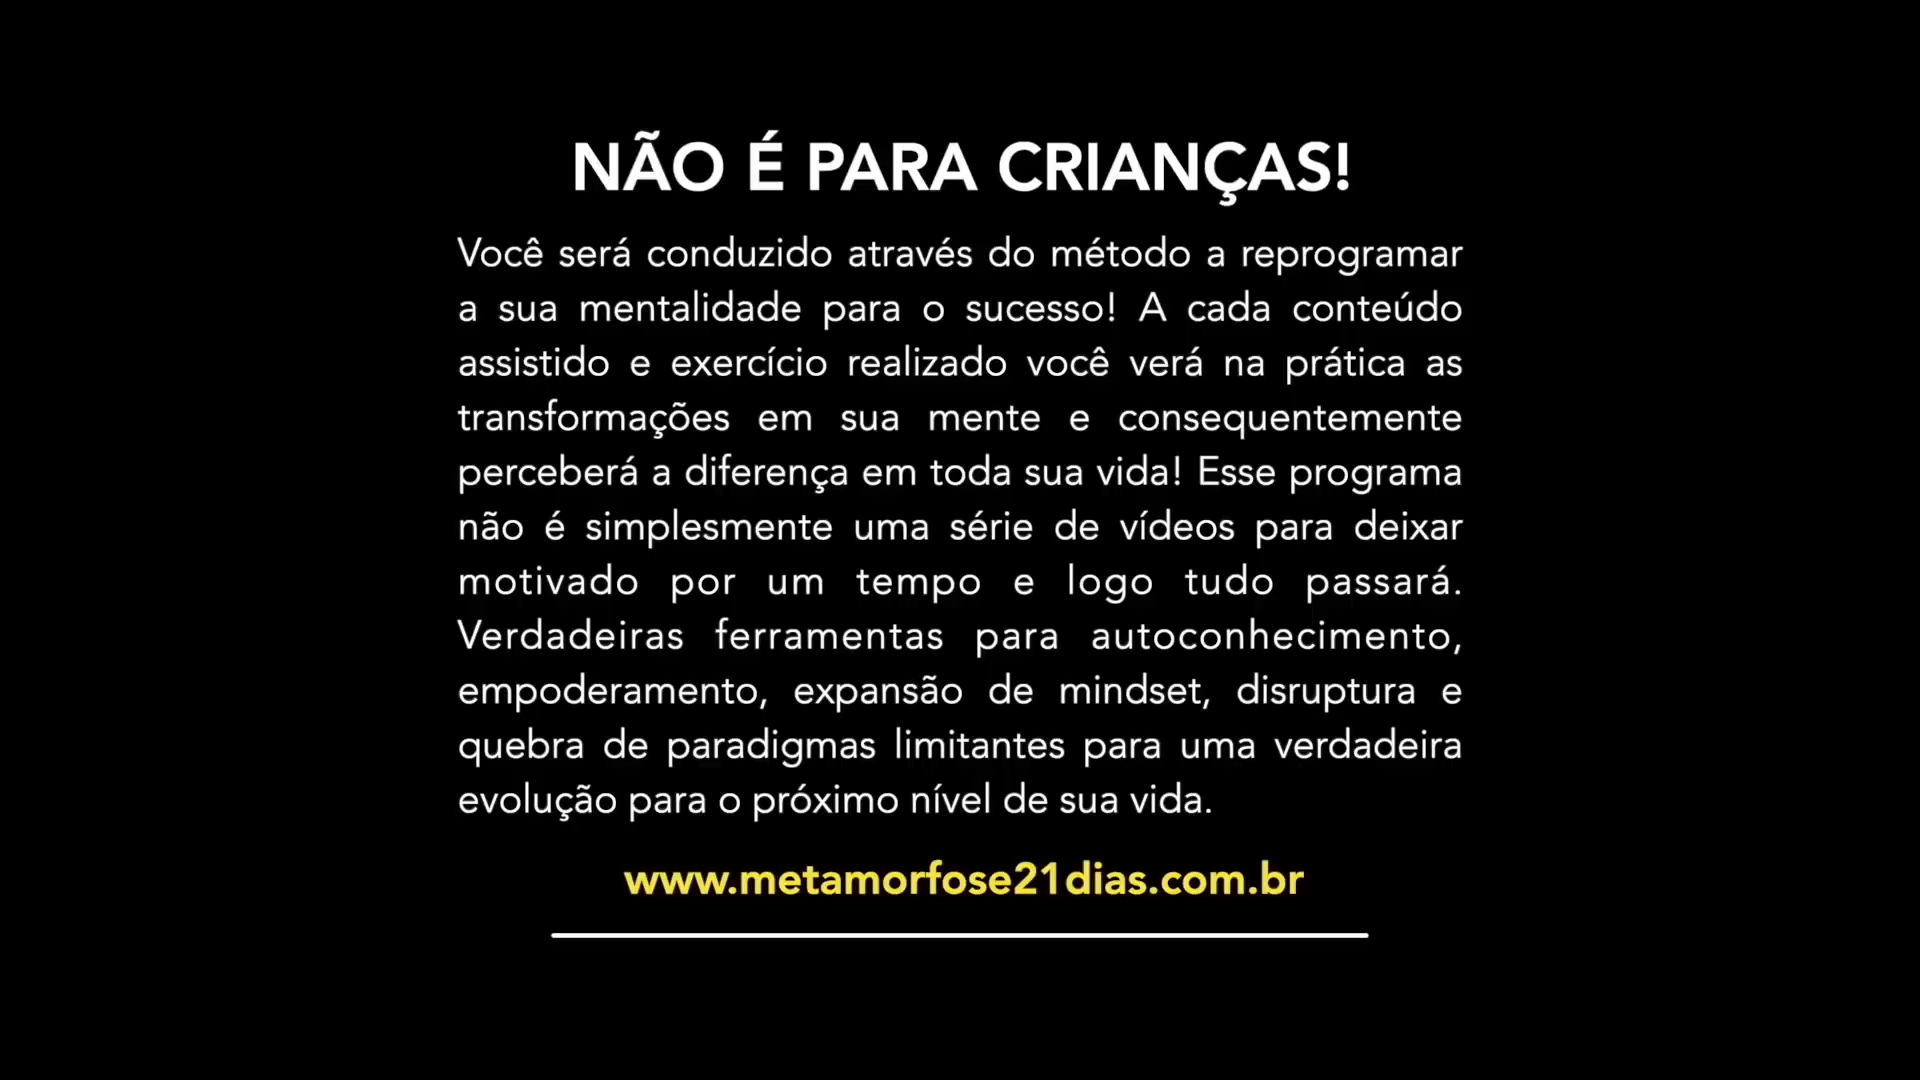 NÃO É PARA CRIANÇAS!
Você será conduzido através do método a reprogramar
a sua mentalidade para o sucesso! A cada conteúdo
assistido e exercício realizado você verá na prática as
transformações em sua mente e consequentemente
perceberá a diferença em toda sua vida! Esse programa
não é simplesmente uma série de vídeos para deixar
motivado por um tempo e logo tudo passará.
Verdadeiras ferramentas para autoconhecimento,
empoderamento, expansão de mindset, disruptura e
quebra de paradigmas limitantes para uma verdadeira
evolução para o próximo nível de sua vida.
www.metamorfose21dias.com.br